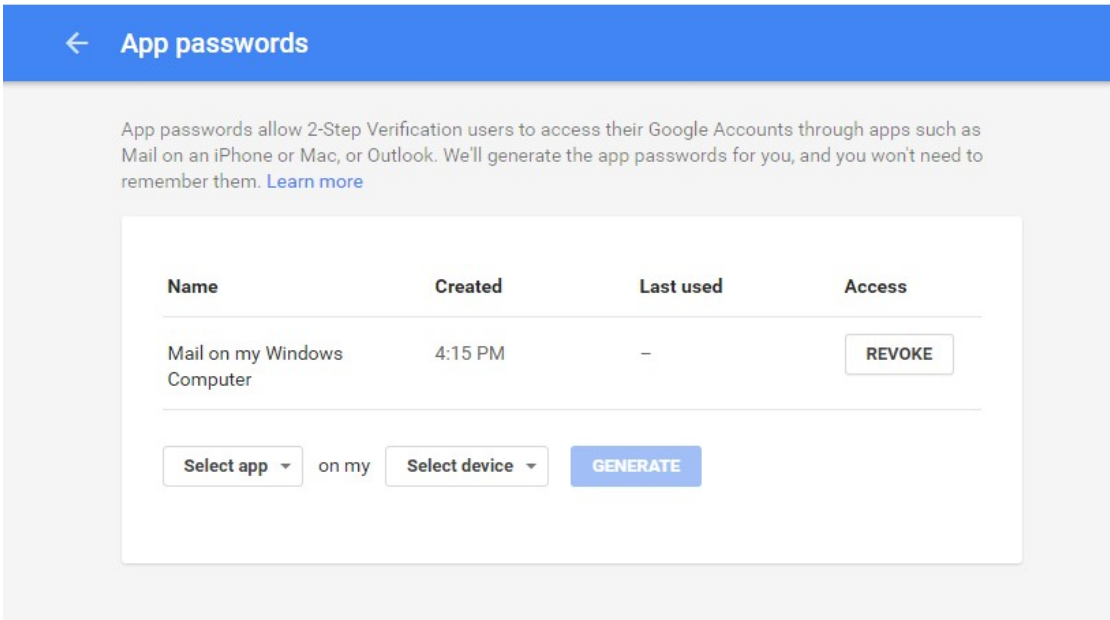 App passwords
App passwords allow 2-Step Verification users to access their Google Accounts through apps such as
Mail on an iPhone or Mac, or Outlook. We'll generate the app passwords for you, and you won't need to
remember them. Learn more
Name Created Last used Access
Mail on my Windows 4:15 PM – REVOKE
Computer
Select app on my Select device GENERATE